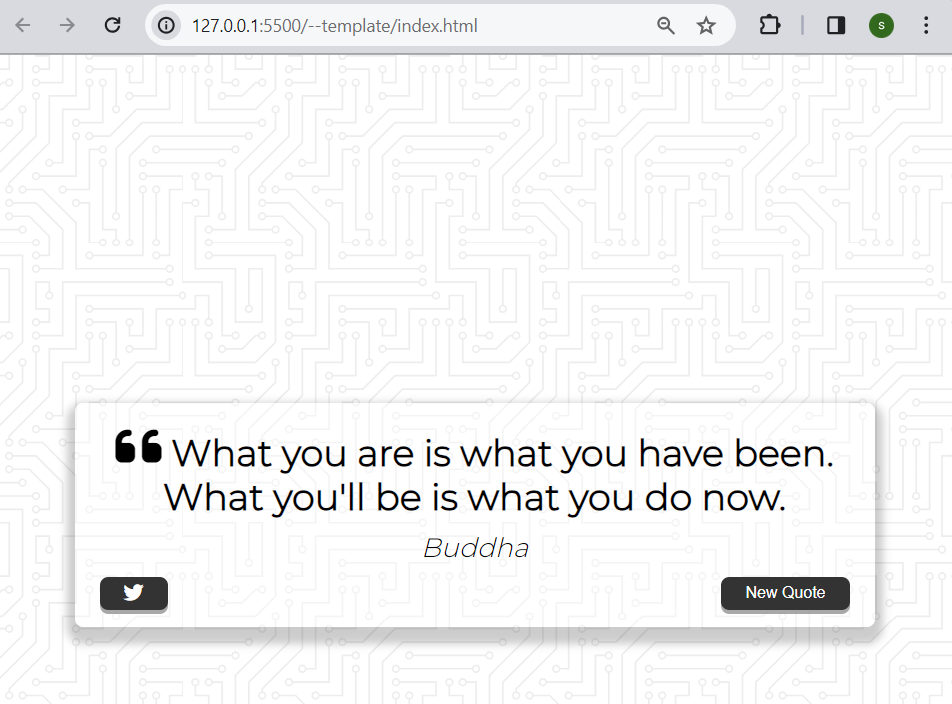 127.0.0.1:5500/--template/index.html
s
❝ What you are is what you have been.
What you'll be is what you do now.
Buddha
New Quote